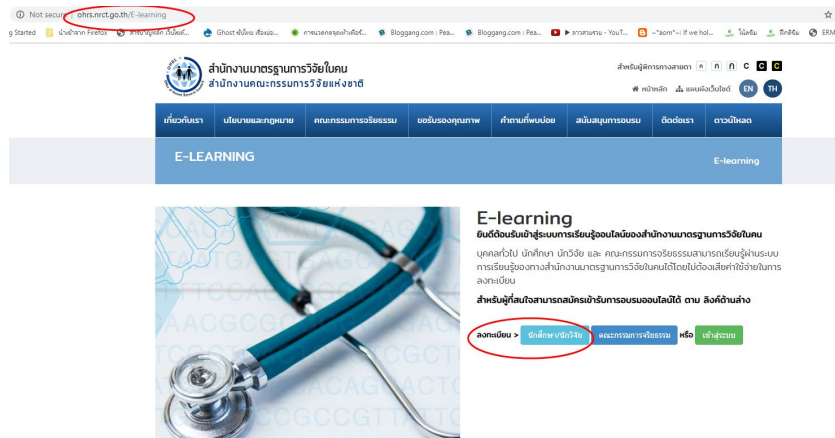 Not secure | ohrs.nrct.go.th/E-learning
g Started นำเข้าจาก Firefox Bloggang.com : Pea... Bloggang.com : Pea... YouT... ~*aom*~: If we hol... ERM
สำนักงานมาตรฐานการวิจัยในคน
สำนักงานคณะกรรมการวิจัยแห่งชาติ
สำหรับผู้พิการทางสายตา ก ก ก C C C
หน้าหลัก แผนผังเว็บไซต์ EN TH
เกี่ยวกับเรา นโยบายและกฎหมาย คณะกรรมการจริยธรรม ขอรับรองคุณภาพ คำถามที่พบบ่อย สนับสนุนการอบรม ติดต่อเรา ดาวน์โหลด
E-LEARNING
E-learning
E-learning
ยินดีต้อนรับเข้าสู่ระบบการเรียนรู้ออนไลน์ของสำนักงานมาตรฐานการวิจัยในคน
บุคคลทั่วไป นักศึกษา นักวิจัย และ คณะกรรมการจริยธรรมสามารถเรียนรู้ผ่านระบบ
การเรียนรู้ของทางสำนักงานมาตรฐานการวิจัยในคนได้โดยไม่ต้องเสียค่าใช้จ่ายในการ
ลงทะเบียน
สำหรับผู้ที่สนใจสามารถสมัครเข้ารับการอบรมออนไลน์ได้ ตาม ลิงค์ด้านล่าง
ลงทะเบียน > นักศึกษา/นักวิจัย คณะกรรมการจริยธรรม หรือ เข้าสู่ระบบ